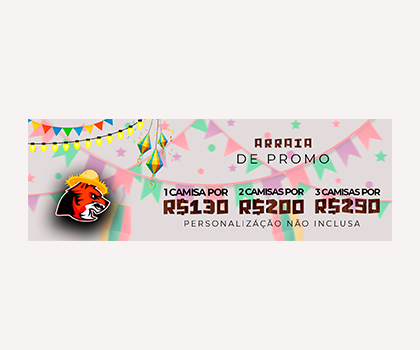 ARRAIA
DE PROMO
1 CAMISA POR 2 CAMISAS POR 3 CAMISAS POR
R$130 R$200 R$290
PERSONALIZAÇÃO NÃO INCLUSA